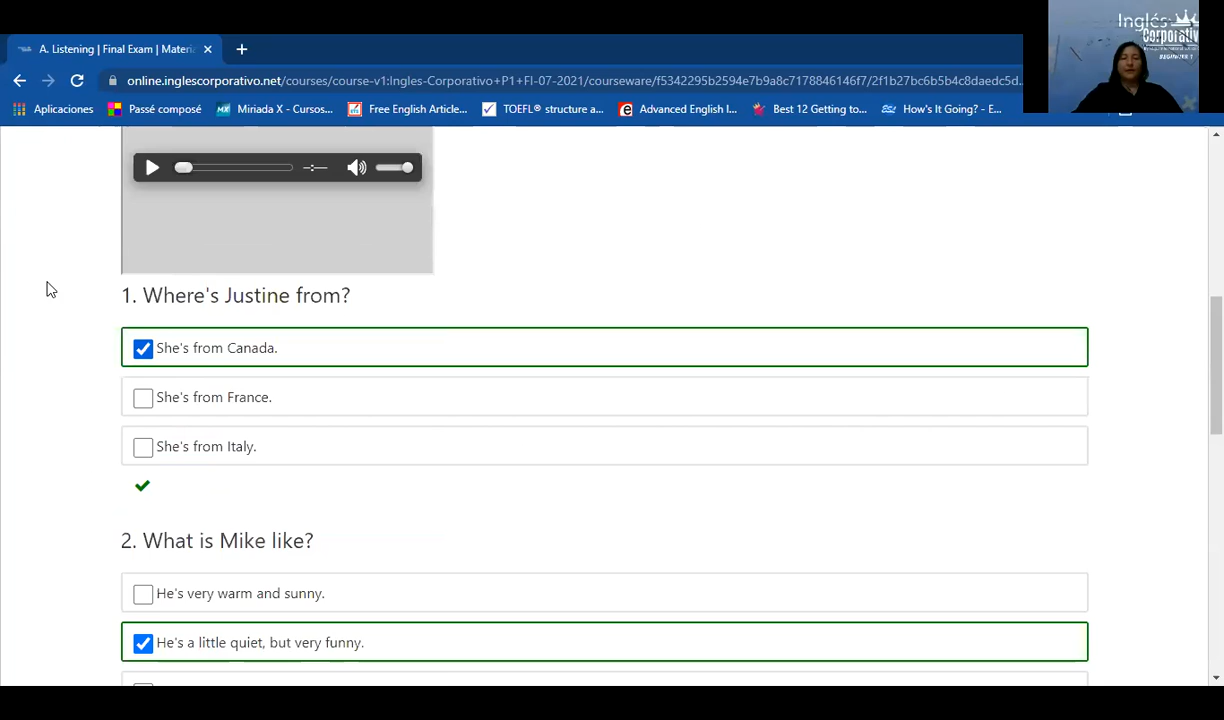 A. Listening | Final Exam | Materia
online.inglescorporativo.net/courses/course-v1:Ingles-Corporativo+P1+FI-07-2021/courseware/f5342295b2594e7b9a8c7178846146f7/2f1b27bc6b5b4c8daedc5d...
Aplicaciones
Passé composé
Miriada X - Cursos...
Free English Article...
TOEFL® structure a...
Advanced English I...
Best 12 Getting to...
How's It Going? - E...
Inglés
Corporativo
BEGINNER 1
1. Where's Justine from?
She's from Canada.
She's from France.
She's from Italy.
2. What is Mike like?
He's very warm and sunny.
He's a little quiet, but very funny.